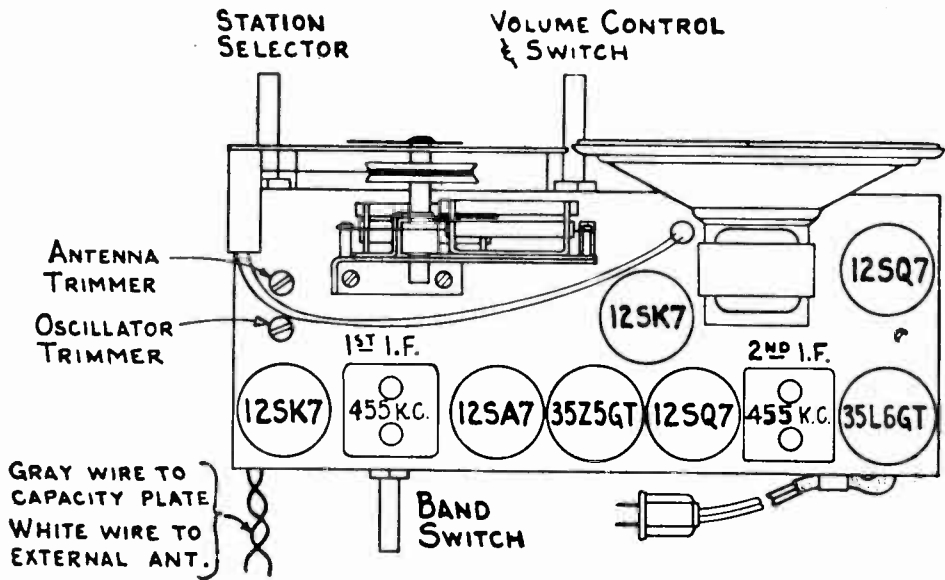 STATION
SELECTOR
VOLUME CONTROL
& SWITCH
ANTENNA
TRIMMER
OSCILLATOR
TRIMMER
12SQ7
12SK7
1ST I.F.
2ND I.F.
12SK7
455 K.C.
12SA7
35Z5GT
12SQ7
455 K.C.
35L6GT
GRAY WIRE TO
CAPACITY PLATE
WHITE WIRE TO
EXTERNAL ANT.
BAND
SWITCH